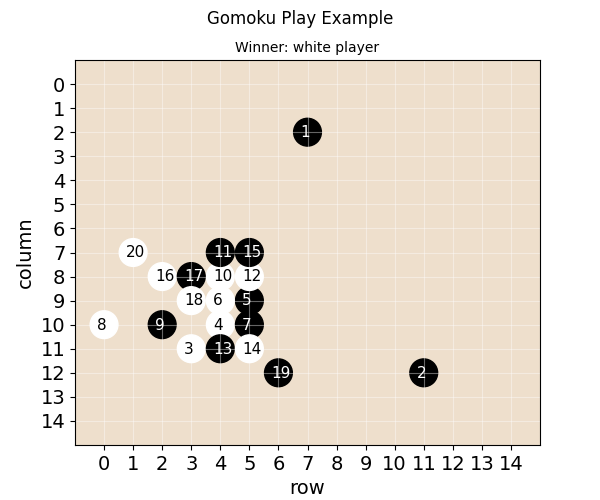 Gomoku Play Example
Winner: white player
0
1
2 1
3
4
5
6
7 20 11 15
8 16 17 10 12
column
9 18 6 5
10 8 9 4 7
11 3 13 14
12 19 2
13
14
0 1 2 3 4 5 6 7 8 9 10 11 12 13 14
row